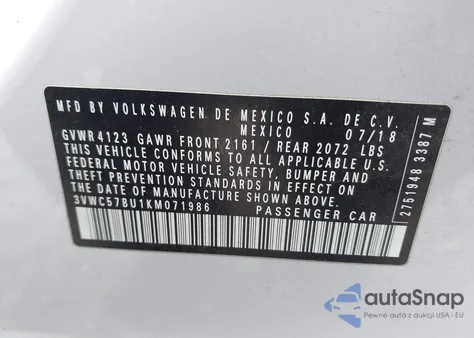 MFD BY VOLKSWAGEN DE MEXICO S.A. DE C.V.
MEXICO 07/18
GVWR 4123 GAWR FRONT 2161 / REAR 2072 LBS
THIS VEHICLE CONFORMS TO ALL APPLICABLE U.S.
FEDERAL MOTOR VEHICLE SAFETY, BUMPER, AND
THEFT PREVENTION STANDARDS IN EFFECT ON
THE DATE OF MANUFACTURE SHOWN ABOVE.
3VWC57BU1KM071986 PASSENGER CAR
2751948 3387 M
autoSnap
Pewne auta z aukcji USA - EU